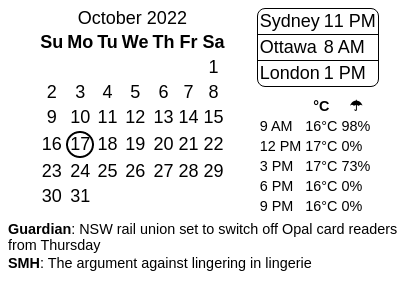 October 2022
Su Mo Tu We Th Fr Sa
1
2 3 4 5 6 7 8
9 10 11 12 13 14 15
16 17 18 19 20 21 22
23 24 25 26 27 28 29
30 31
Sydney 11 PM
Ottawa 8 AM
London 1 PM
°C ☂
9 AM 16°C 98%
12 PM 17°C 0%
3 PM 17°C 73%
6 PM 16°C 0%
9 PM 16°C 0%
Guardian: NSW rail union set to switch off Opal card readers
from Thursday
SMH: The argument against lingering in lingerie